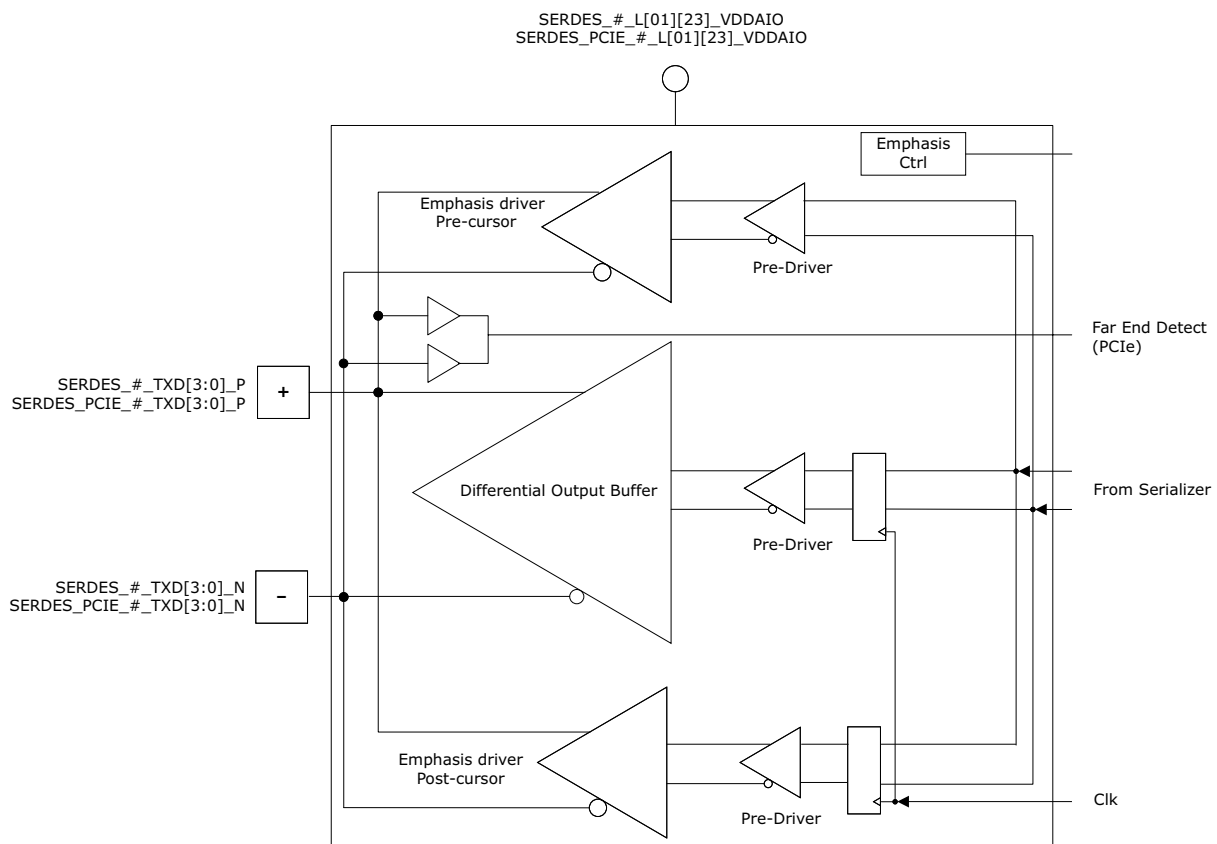 SERDES_#_L[01][23]_VDDAIO
SERDES_PCIE_#_L[01][23]_VDDAIO
Emphasis
Ctrl
Emphasis driver
Pre-cursor
Pre-Driver
Far End Detect
(PCIe)
SERDES_#_TXD[3:0]_P
SERDES_PCIE_#_TXD[3:0]_P
+
Differential Output Buffer
From Serializer
Pre-Driver
SERDES_#_TXD[3:0]_N
SERDES_PCIE_#_TXD[3:0]_N
–
Emphasis driver
Post-cursor
Pre-Driver
Clk